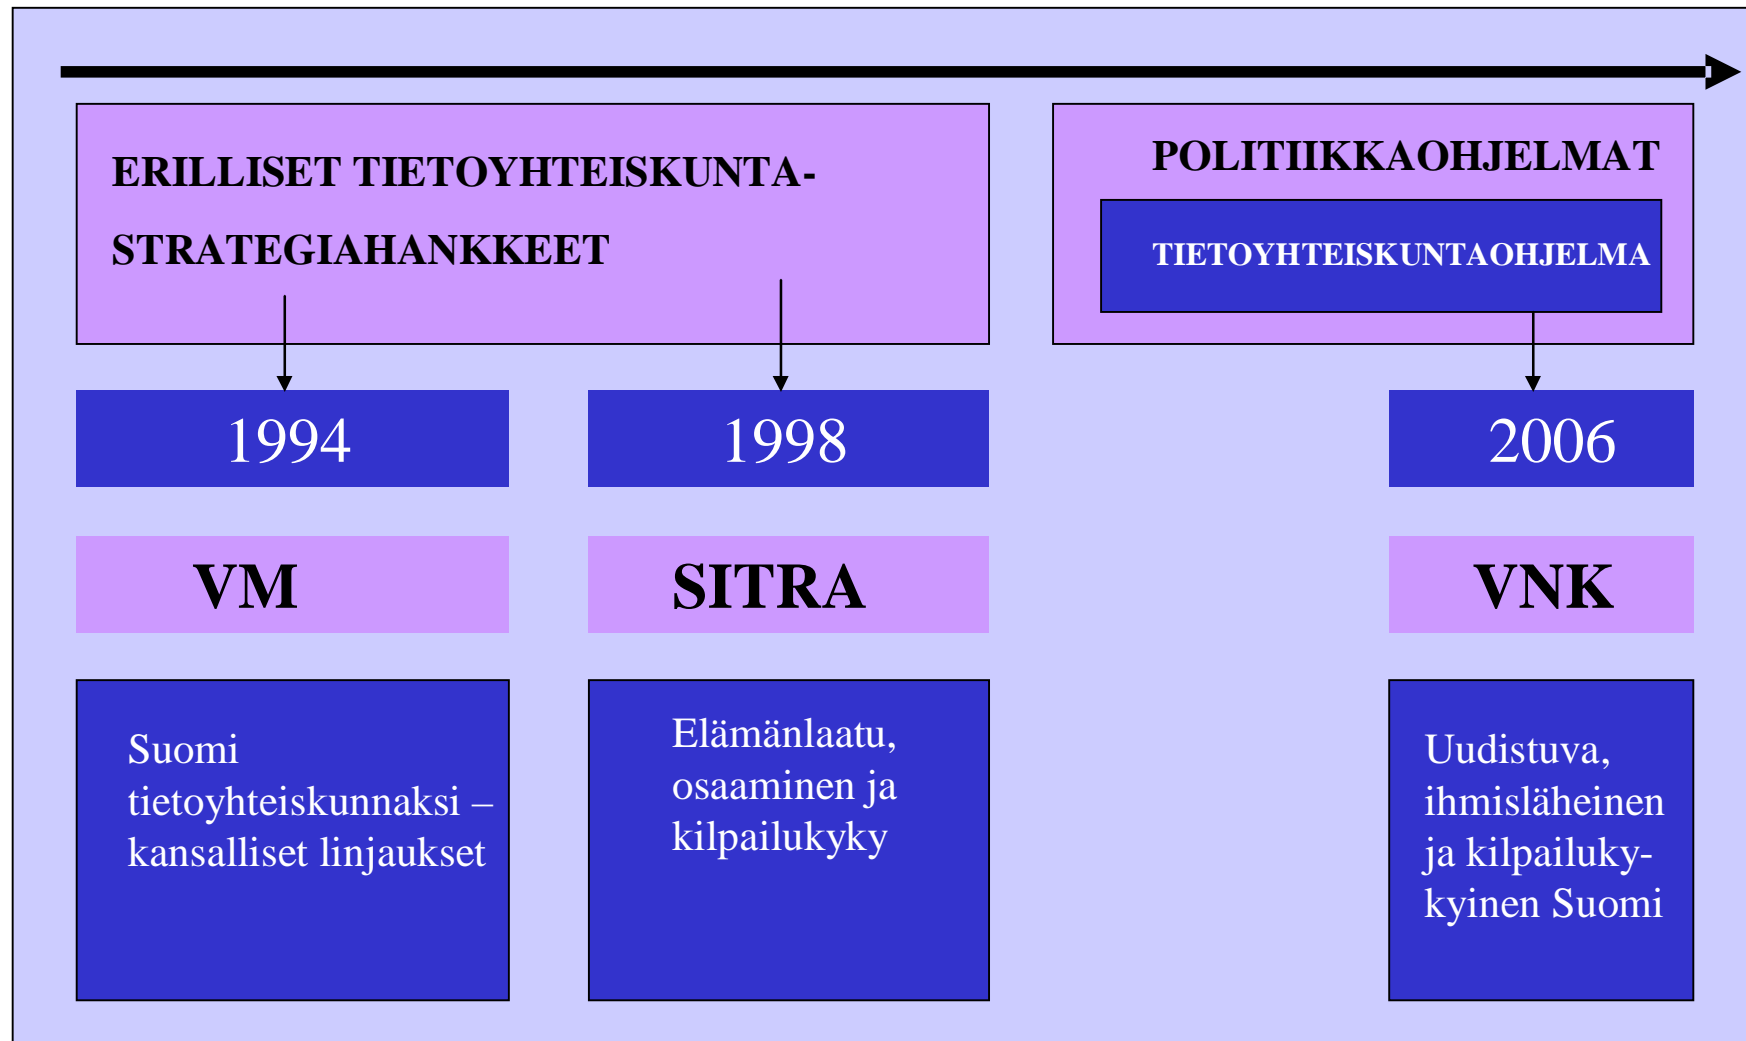 ERILLISET TIETOYHTEISKUNTA-
STRATEGIAHANKKEET
POLITIIKKAOHJELMAT
TIETOYHTEISKUNTAOHJELMA
1994
1998
2006
VM
SITRA
VNK
Suomi
tietoyhteiskunnaksi –
kansalliset linjaukset
Elämänlaatu,
osaaminen ja
kilpailukyky
Uudistuva,
ihmisläheinen
ja kilpailuky-
kyinen Suomi